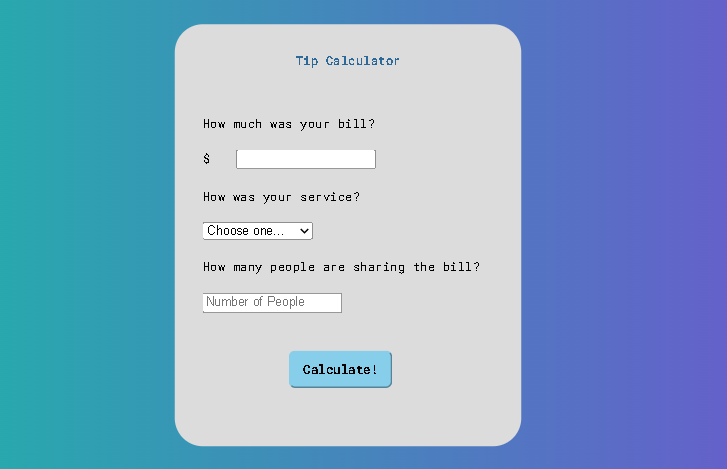 Tip Calculator
How much was your bill?
$
How was your service?
Choose one...
How many people are sharing the bill?
Number of People
Calculate!